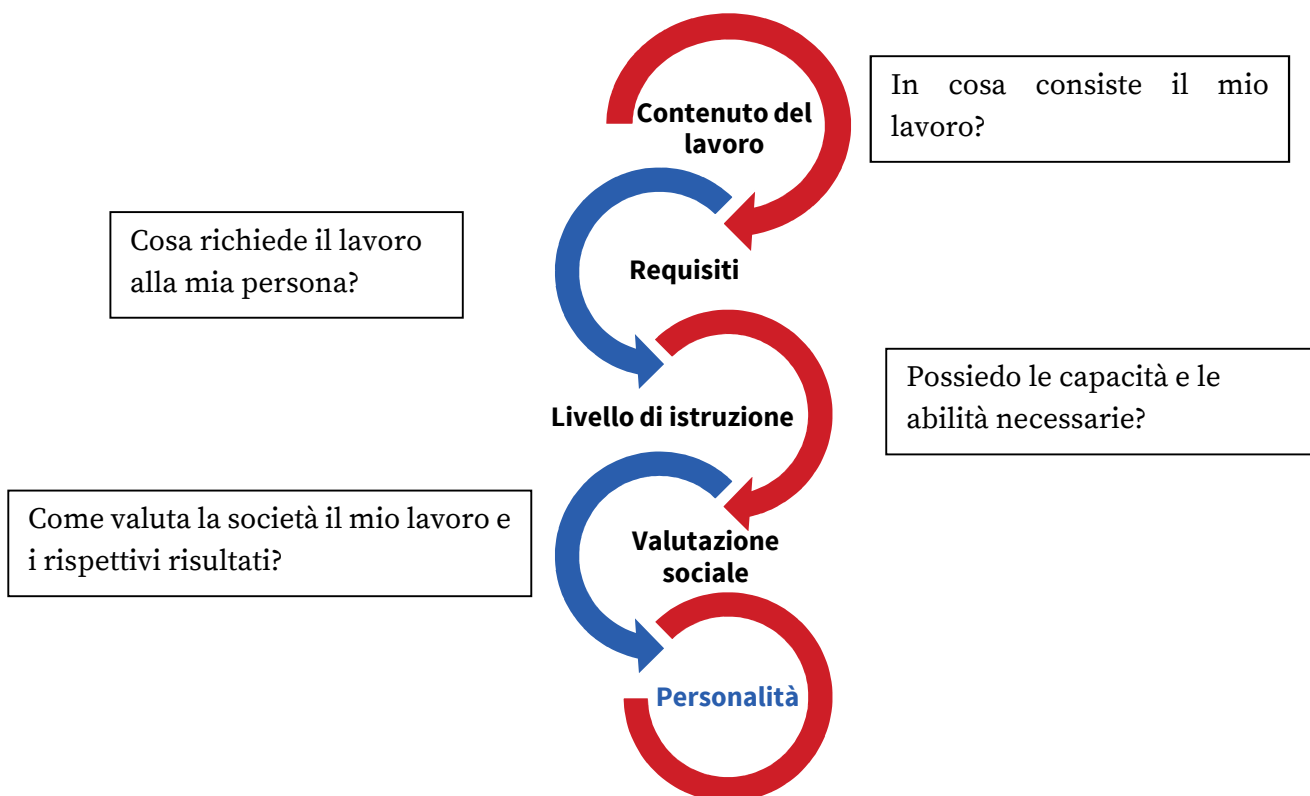 Contenuto del
lavoro
In cosa consiste il mio
lavoro?
Cosa richiede il lavoro
alla mia persona?
Requisiti
Livello di istruzione
Possiedo le capacità e le
abilità necessarie?
Come valuta la società il mio lavoro e
i rispettivi risultati?
Valutazione
sociale
Personalità